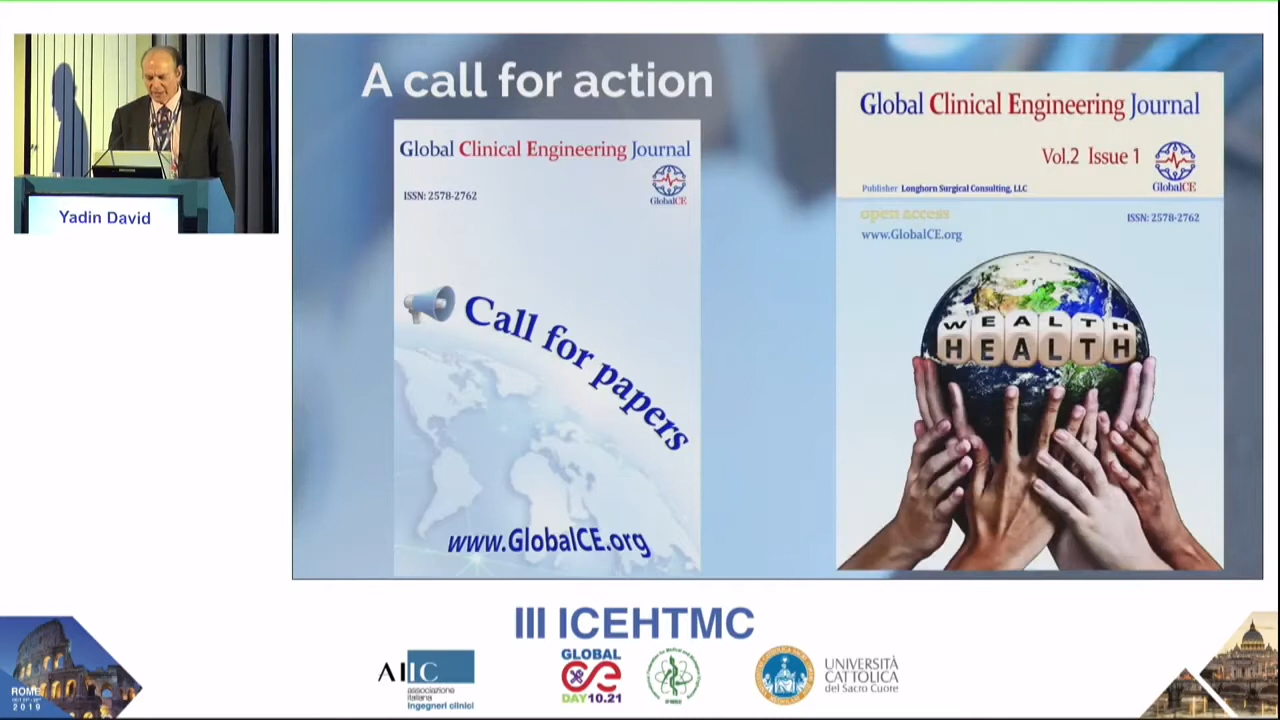 Yadin David
A call for action
Global Clinical Engineering Journal
ISSN: 2578-2762
GlobalCE
Call for papers
www.GlobalCE.org
Global Clinical Engineering Journal
Vol.2 Issue 1
GlobalCE
Publisher Longhorn Surgical Consulting, LLC
open access
ISSN: 2578-2762
www.GlobalCE.org
WEALTH
HEALTH
III ICEHTMC
ROME
2019
AIIC
associazione
italiana
ingegneri clinici
GLOBAL
CE
DAY 10.21
UNIVERSITÀ
CATTOLICA
del Sacro Cuore